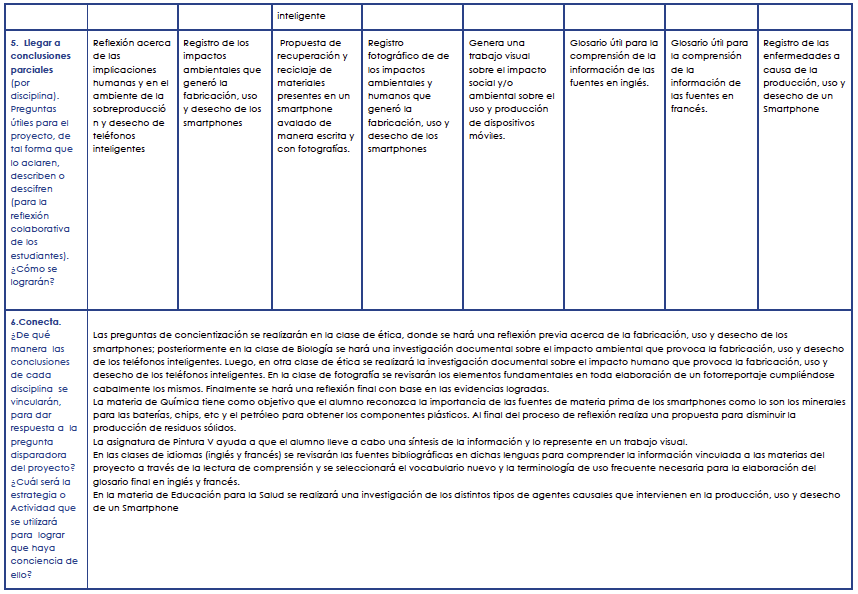 inteligente
5. Llegar a
conclusiones
parciales
(por
disciplina).
Preguntas
útiles para el
proyecto, de
tal forma que
lo aclaren,
describen o
descifren
(para la
reflexión
colaborativa
de los
estudiantes).
¿Cómo se
lograrán?
Reflexión acerca
de las
implicaciones
humanas y en el
ambiente de la
sobreproducció
n y desecho de
teléfonos
inteligentes
Registro de los
impactos
ambientales que
generó la
fabricación, uso
y desecho de los
smartphones
Propuesta de
recuperación y
reciclaje de
materiales
presentes en un
smartphone
avalado de
manera escrita y
con fotografías.
Registro
fotográfico de de
los impactos
ambientales y
humanos que
generó la
fabricación, uso y
desecho de los
smartphones
Genera una
trabajo visual
sobre el impacto
social y/o
ambiental sobre el
uso y producción
de dispositivos
móviles.
Glosario útil para la
comprensión de la
información de las
fuentes en inglés.
Glosario útil para
la comprensión
de la
información de
las fuentes en
francés.
Registro de las
enfermedades a
causa de la
producción, uso y
desecho de un
Smartphone
6.Conecta.
¿De qué
manera las
conclusiones
de cada
disciplina se
vincularán,
para dar
respuesta a la
pregunta
disparadora
del proyecto?
¿Cuál será la
estrategia o
Actividad que
se utilizará
para lograr
que haya
conciencia de
ello?
Las preguntas de concientización se realizarán en la clase de ética, donde se hará una reflexión previa acerca de la fabricación, uso y desecho de los
smartphones; posteriormente en la clase de Biología se hará una investigación documental sobre el impacto ambiental que provoca la fabricación, uso y desecho
de los teléfonos inteligentes. Luego, en otra clase de ética se realizará la investigación documental sobre el impacto humano que provoca la fabricación, uso y
desecho de los teléfonos inteligentes. En la clase de fotografía se revisarán los elementos fundamentales en toda elaboración de un fotorreportaje cumpliéndose
cabalmente los mismos. Finalmente se hará una reflexión final con base en las evidencias logradas.
La materia de Química tiene como objetivo que el alumno reconozca la importancia de las fuentes de materia prima de los smartphones como lo son los minerales
para las baterías, chips, etc y el petróleo para obtener los componentes plásticos. Al final del proceso de reflexión realiza una propuesta para disminuir la
producción de residuos sólidos.
La asignatura de Pintura V ayuda a que el alumno lleve a cabo una síntesis de la información y lo represente en un trabajo visual.
En las clases de idiomas (inglés y francés) se revisarán las fuentes bibliográficas en dichas lenguas para comprender la información vinculada a las materias del
proyecto a través de la lectura de comprensión y se seleccionará el vocabulario nuevo y la terminología de uso frecuente necesaria para la elaboración del
glosario final en inglés y francés.
En la materia de Educación para la Salud se realizará una investigación de los distintos tipos de agentes causales que intervienen en la producción, uso y desecho
de un Smartphone